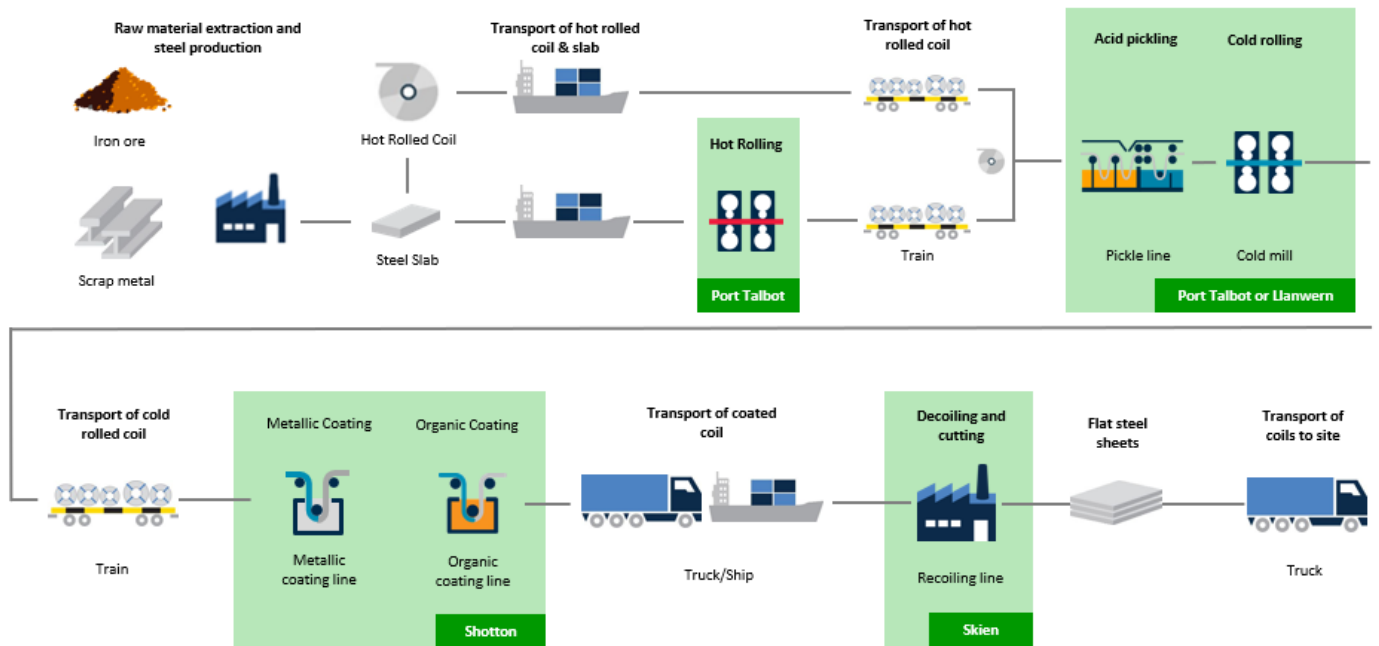 Raw material extraction and
steel production
Transport of hot rolled
coil & slab
Transport of hot
rolled coil
Acid pickling
Cold rolling
Iron ore
Hot Rolled Coil
Hot Rolling
Scrap metal
Steel Slab
Train
Pickle line
Cold mill
Port Talbot
Port Talbot or Llanwern
Transport of cold
rolled coil
Metallic Coating
Organic Coating
Transport of coated
coil
Decoiling and
cutting
Flat steel
sheets
Transport of
coils to site
Train
Metallic
coating line
Organic
coating line
Truck/Ship
Recoiling line
Truck
Shotton
Skien